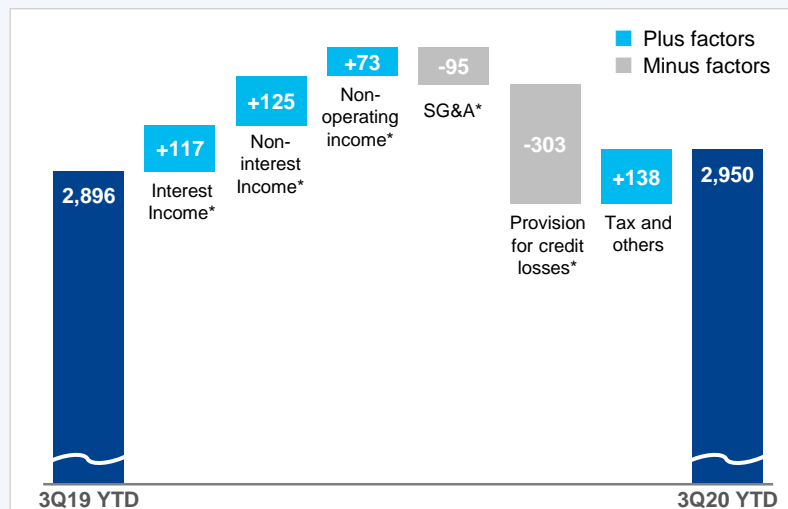 Plus factors
Minus factors
2,896
+117
Interest
Income*
+125
Non-
interest
Income*
+73
Non-
operating
income*
-95
SG&A*
-303
Provision
for credit
losses*
+138
Tax and
others
2,950
3Q19 YTD
3Q20 YTD